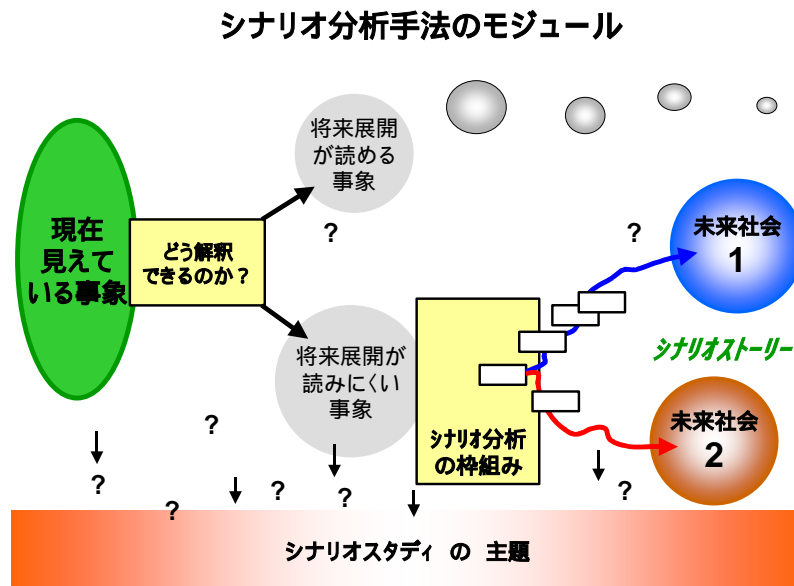 シナリオ分析手法のモジュール
将来展開
が読める
事象
現在
見えて
いる事象
どう解釈
できるのか？
?
?
未来社会
1
将来展開が
読みにくい
事象
シナリオストーリー
シナリオ分析
の枠組み
未来社会
2
?
?
?
?
?
?
シナリオスタディ の 主題